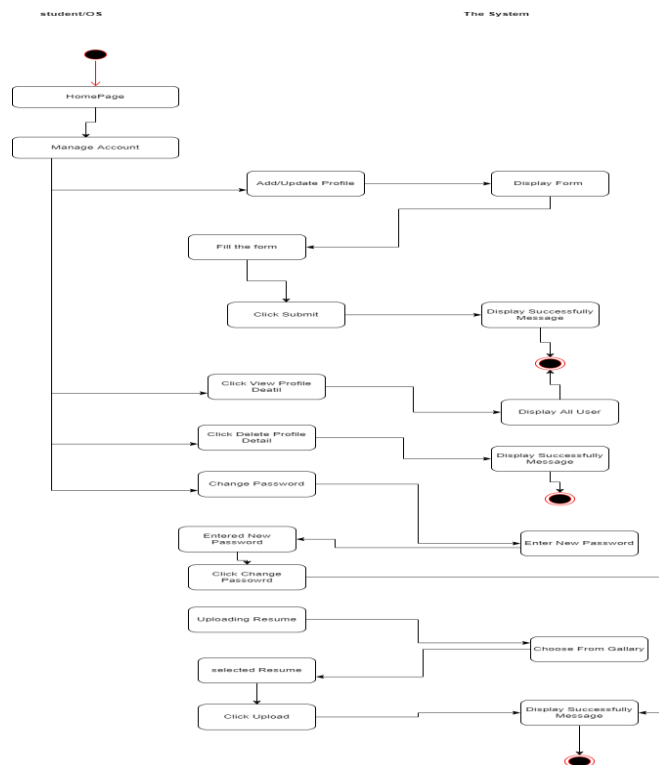 student/OS
The System
HomePage
Manage Account
Add/Update Profile
Display Form
Fill the form
Click Submit
Display Successfully
Message
Click View Profile
Deatil
Display All User
Click Delete Profile
Detail
Display Successfully
Message
Change Password
Entered New
Password
Enter New Password
Click Change
Passowrd
Uploading Resume
Choose From Gallary
selected Resume
Click Upload
Display Successfully
Message